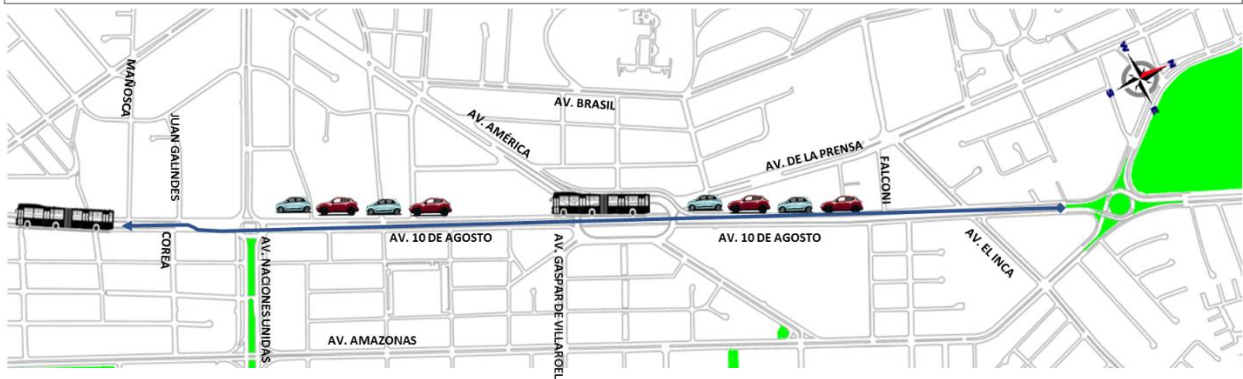 MAÑOSCA
JUAN GALINDES
AV. BRASIL
AV. AMÉRICA
AV. DE LA PRENSA
FALCONI
W
N
S
E
COREA
AV. NACIONES UNIDAS
AV. 10 DE AGOSTO
AV. GASPAR DE VILLAROEL
AV. 10 DE AGOSTO
AV. EL INCA
AV. AMAZONAS